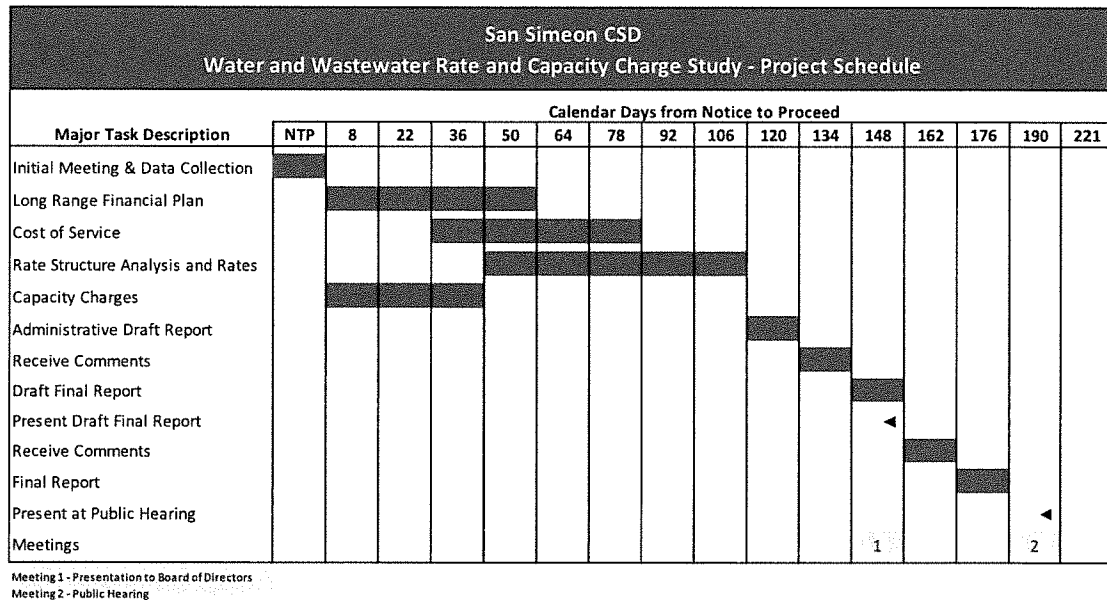 San Simeon CSD
Water and Wastewater Rate and Capacity Charge Study - Project Schedule
Calendar Days from Notice to Proceed
Major Task Description NTP 8 22 36 50 64 78 92 106 120 134 148 162 176 190 221
Initial Meeting & Data Collection
Long Range Financial Plan
Cost of Service
Rate Structure Analysis and Rates
Capacity Charges
Administrative Draft Report
Receive Comments
Draft Final Report
Present Draft Final Report
Receive Comments
Final Report
Present at Public Hearing
Meetings 1 2
Meeting 1 - Presentation to Board of Directors
Meeting 2 - Public Hearing